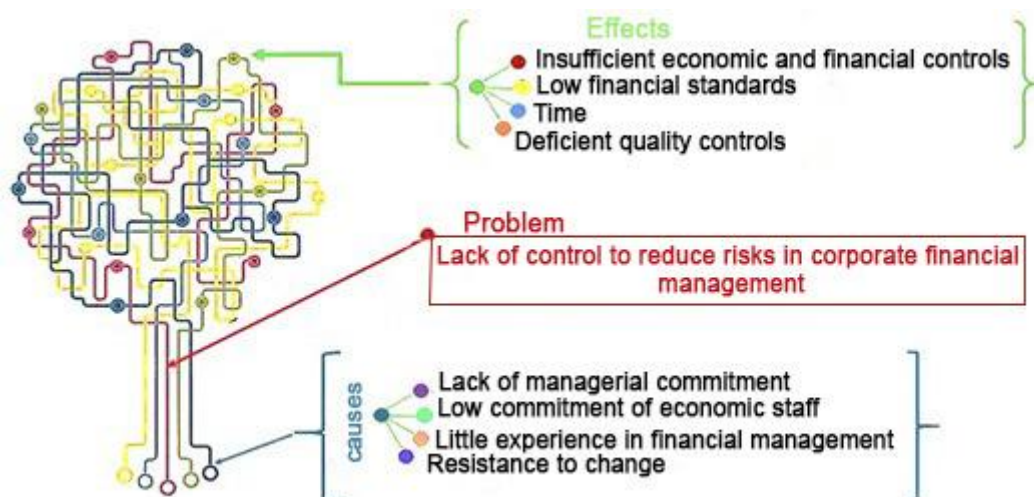 Effects
Insufficient economic and financial controls
Low financial standards
Time
Deficient quality controls
Problem
Lack of control to reduce risks in corporate financial
management
causes
Lack of managerial commitment
Low commitment of economic staff
Little experience in financial management
Resistance to change